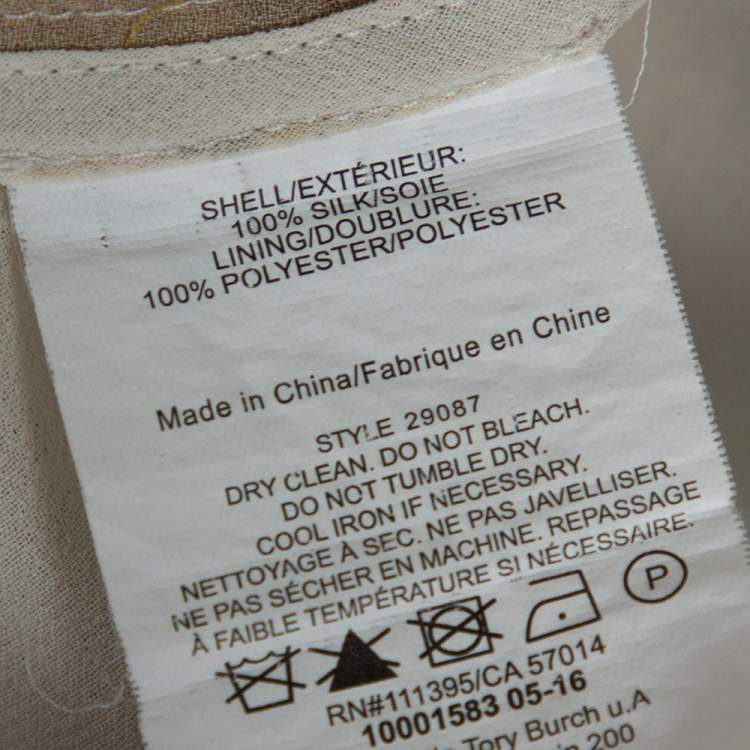 SHELL/EXTÉRIEUR:
100% SILK/SOIE
LINING/DOUBLURE:
100% POLYESTER/POLYESTER
Made in China/Fabrique en Chine
STYLE 29087
DRY CLEAN. DO NOT BLEACH.
DO NOT TUMBLE DRY.
COOL IRON IF NECESSARY.
NETTOYAGE À SEC. NE PAS JAVELLISER.
NE PAS SÉCHER EN MACHINE. REPASSAGE
À FAIBLE TEMPÉRATURE SI NÉCESSAIRE.
P
RN#111395/CA 57014
10001583 05-16
Tory Burch u.A
200